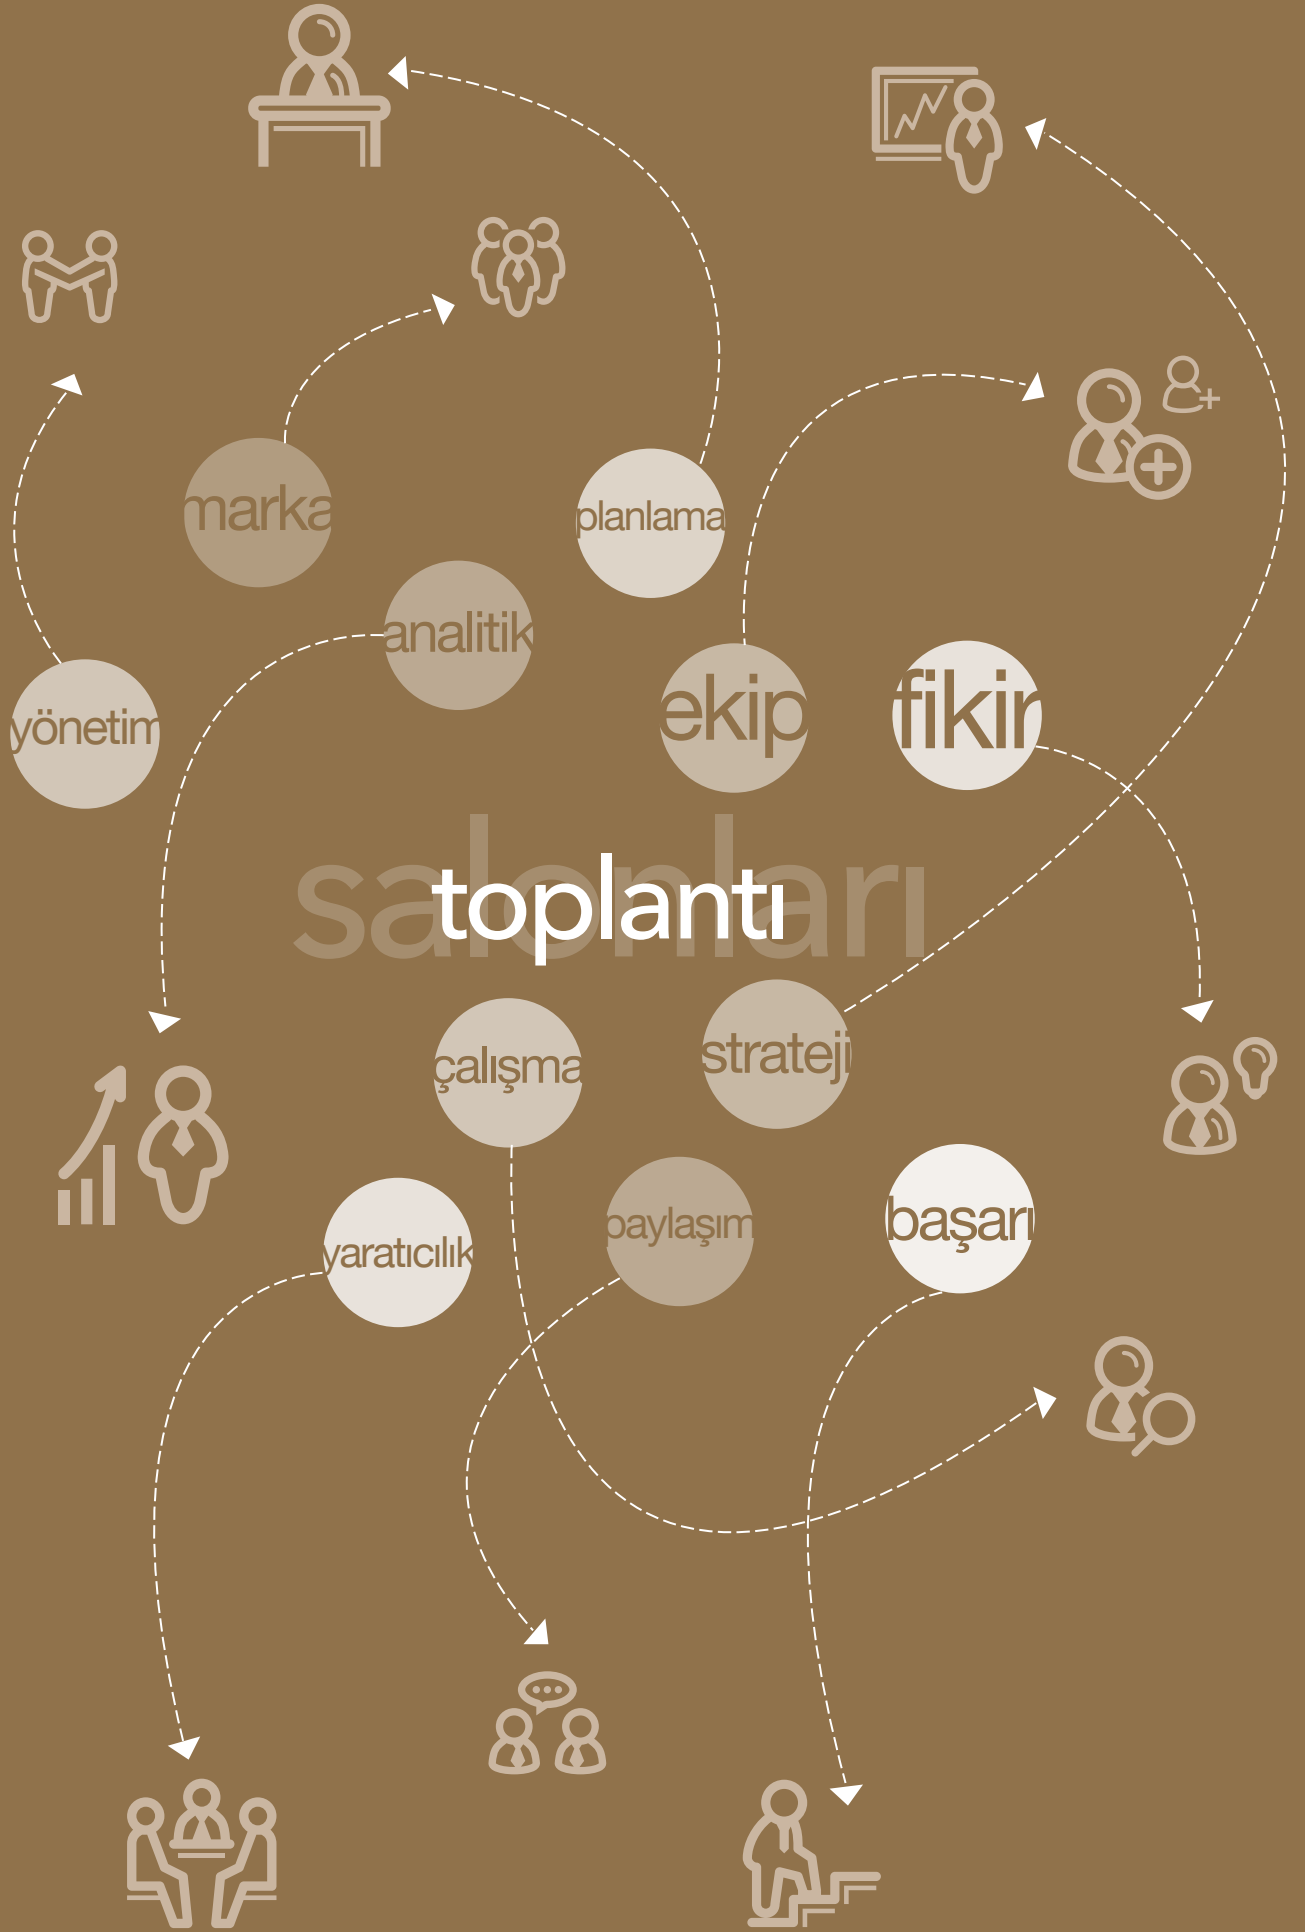 marka
planlama
analitik
yönetim
ekip
fikir
toplantı
salonları
çalışma
strateji
yaratıcılık
paylaşım
başarı